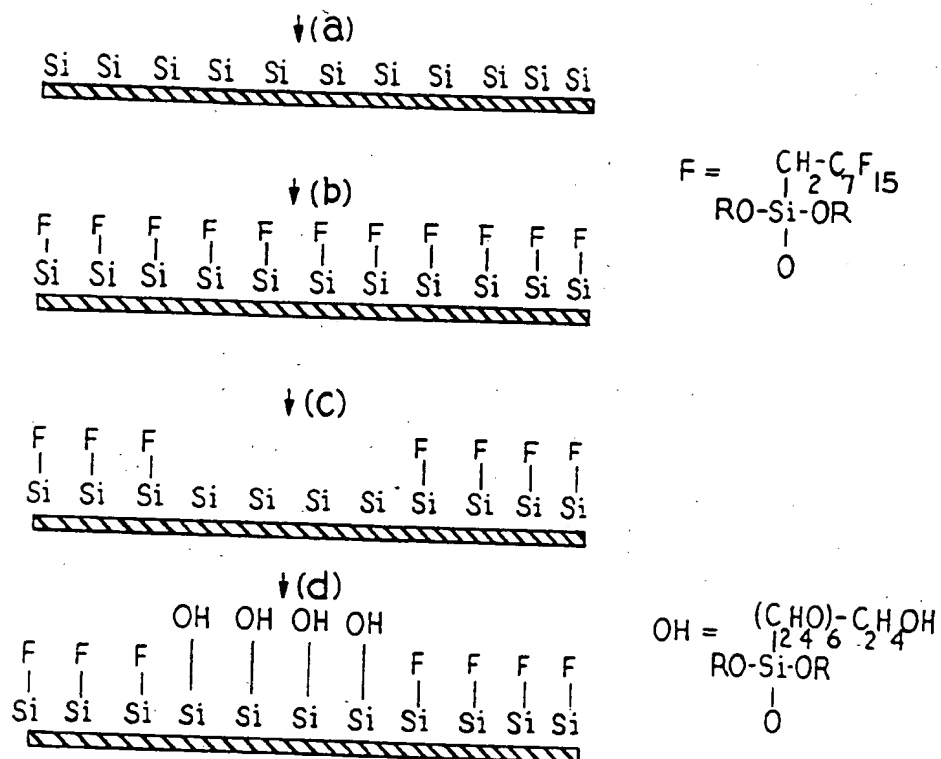 (a)
Si Si Si Si Si Si Si Si Si Si Si
(b)
F F F F F F F F F F F
Si Si Si Si Si Si Si Si Si Si Si
F = CH2-C7F15
RO-Si-OR
O
(c)
F F F F F F F
Si Si Si Si Si Si Si Si Si Si Si
(d)
OH OH OH OH
F F F F F F F
Si Si Si Si Si Si Si Si Si Si Si
OH = (C2H4O)6-C2H4OH
RO-Si-OR
O